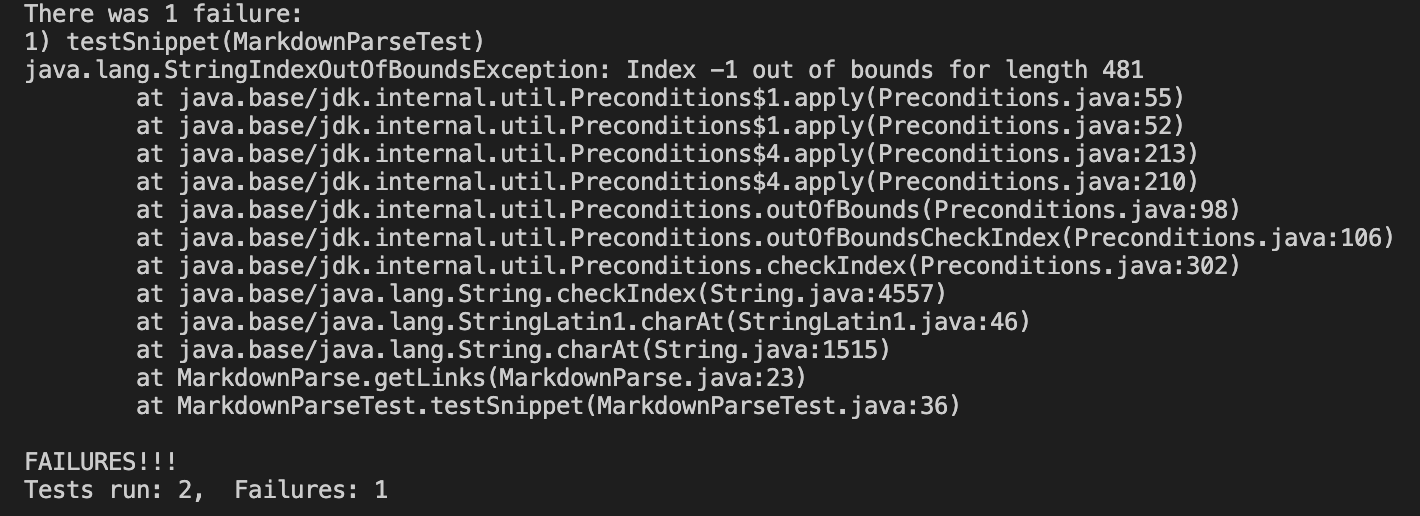 There was 1 failure:
1) testSnippet(MarkdownParseTest)
java.lang.StringIndexOutOfBoundsException: Index -1 out of bounds for length 481
        at java.base/jdk.internal.util.Preconditions$1.apply(Preconditions.java:55)
        at java.base/jdk.internal.util.Preconditions$1.apply(Preconditions.java:52)
        at java.base/jdk.internal.util.Preconditions$4.apply(Preconditions.java:213)
        at java.base/jdk.internal.util.Preconditions$4.apply(Preconditions.java:210)
        at java.base/jdk.internal.util.Preconditions.outOfBounds(Preconditions.java:98)
        at java.base/jdk.internal.util.Preconditions.outOfBoundsCheckIndex(Preconditions.java:106)
        at java.base/jdk.internal.util.Preconditions.checkIndex(Preconditions.java:302)
        at java.base/java.lang.String.checkIndex(String.java:4557)
        at java.base/java.lang.StringLatin1.charAt(StringLatin1.java:46)
        at java.base/java.lang.String.charAt(String.java:1515)
        at MarkdownParse.getLinks(MarkdownParse.java:23)
        at MarkdownParseTest.testSnippet(MarkdownParseTest.java:36)

FAILURES!!!
Tests run: 2,  Failures: 1